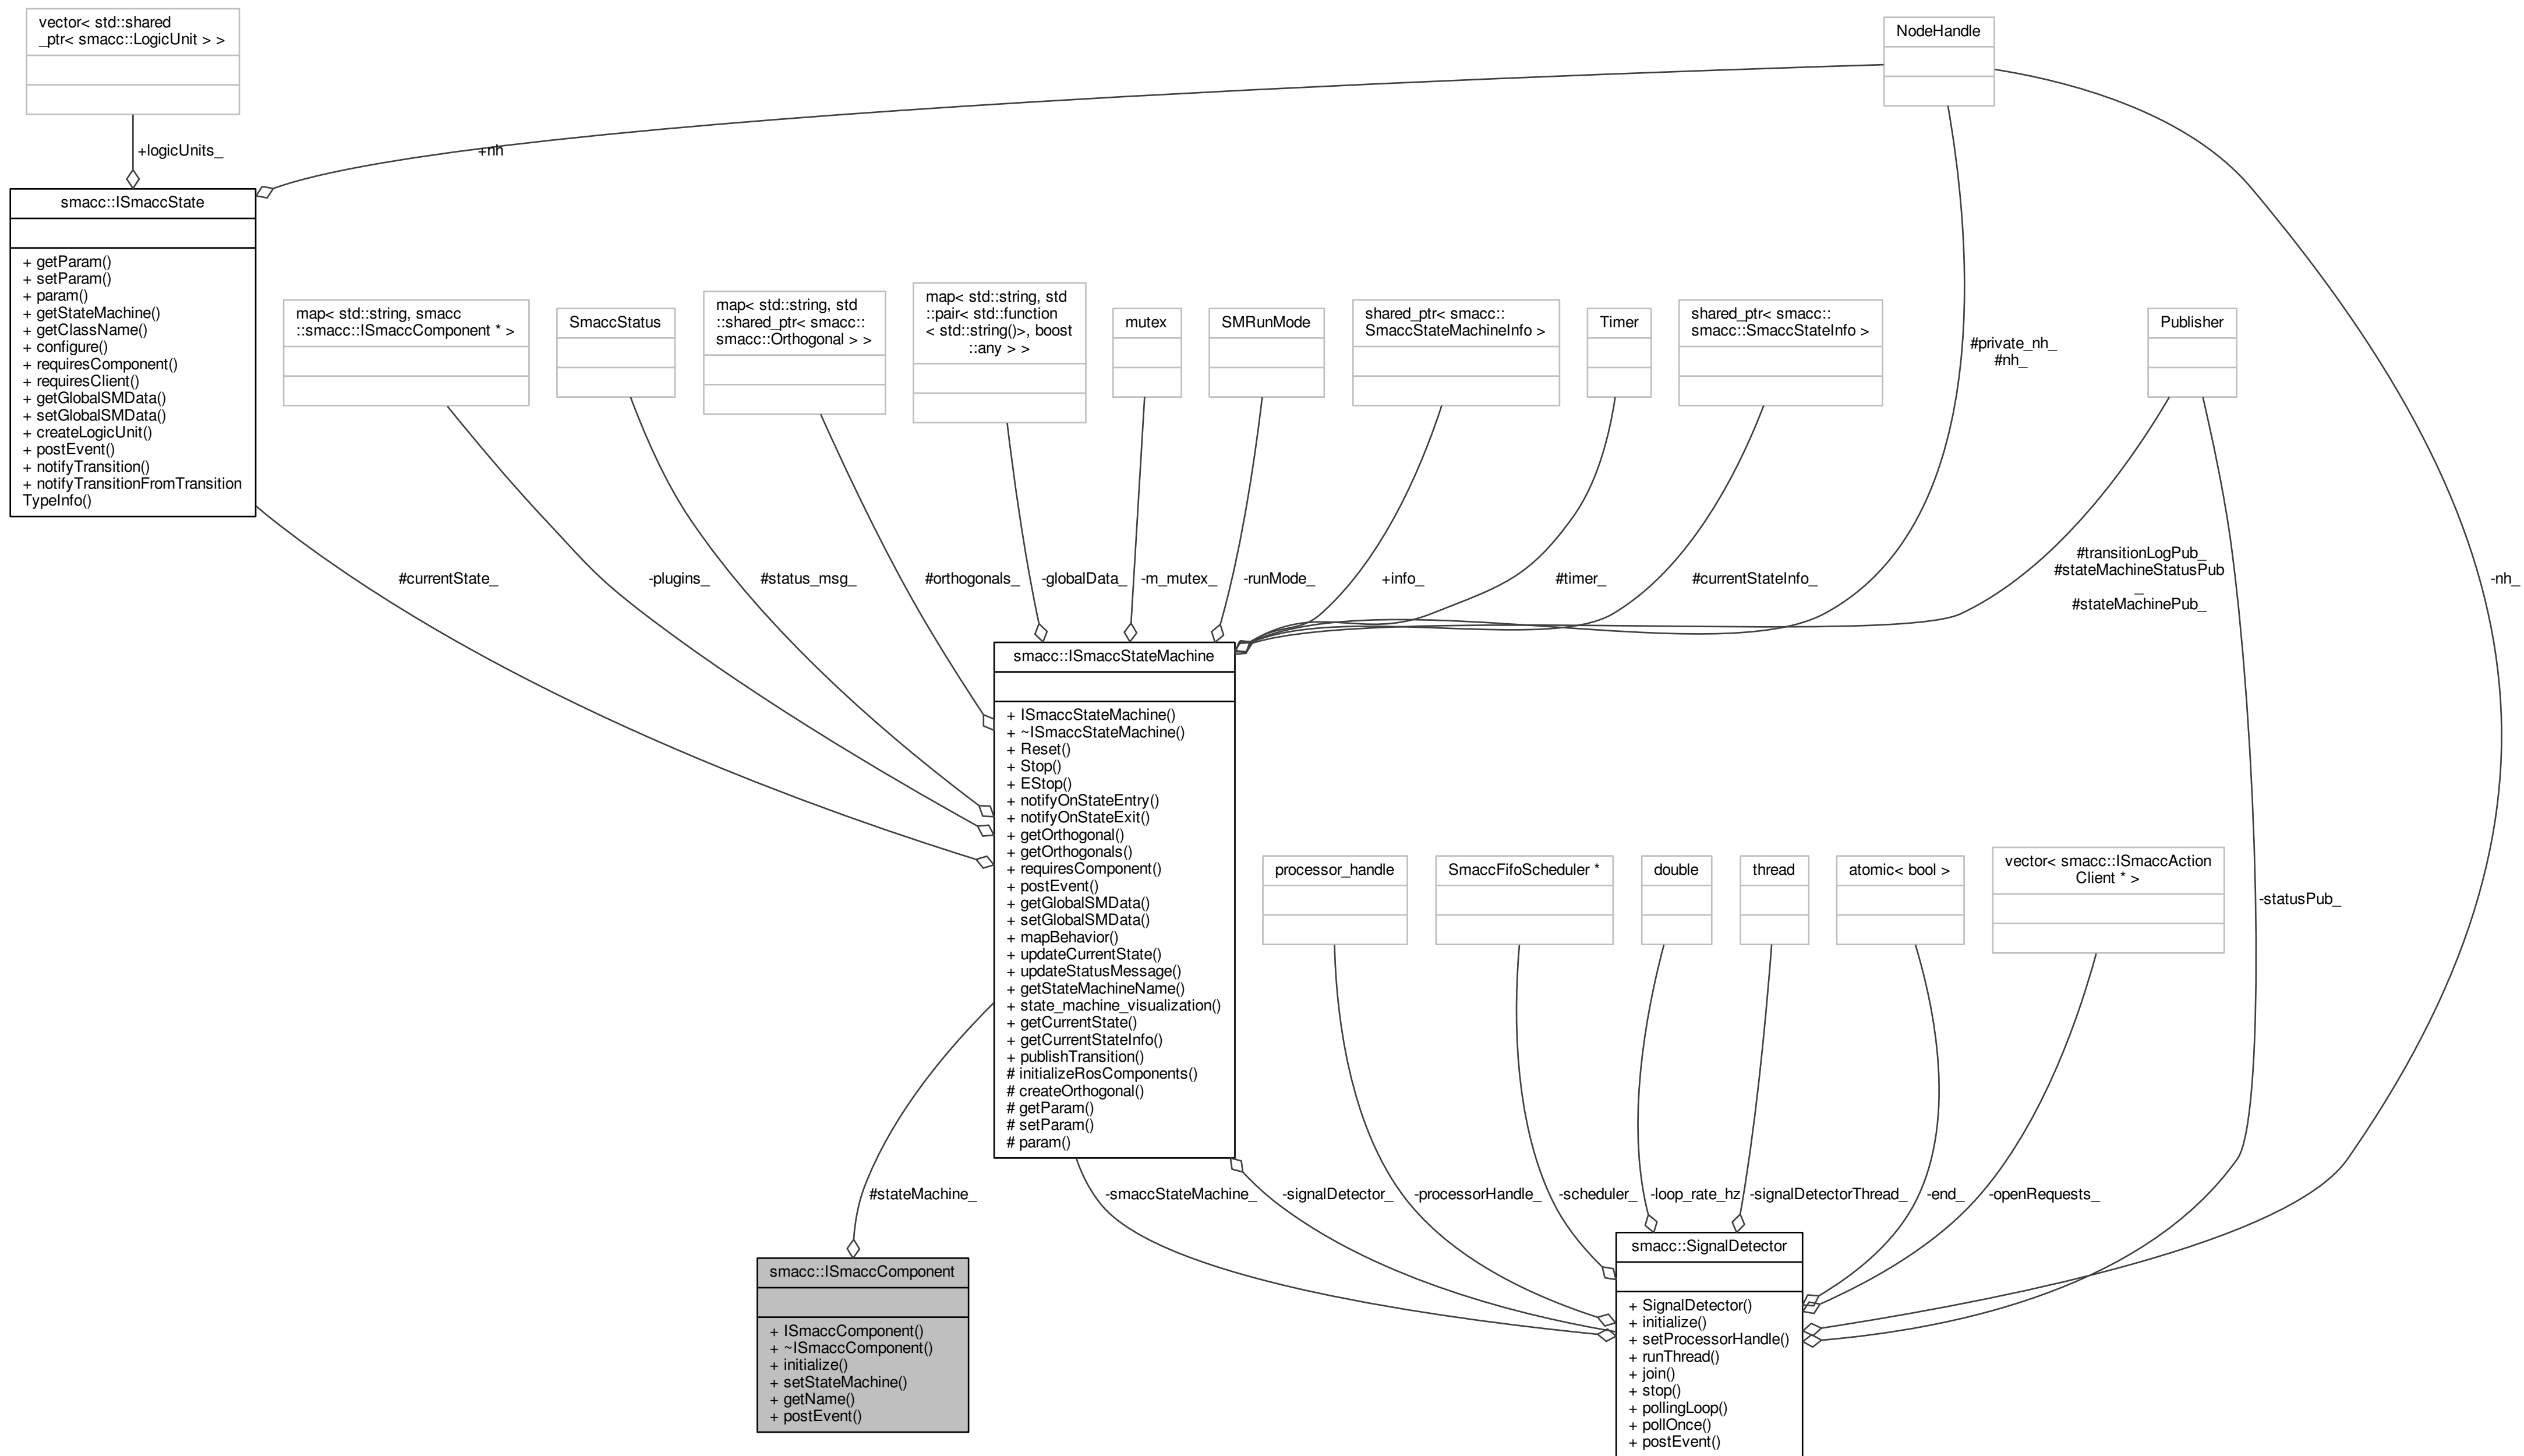 vector< std::shared
_ptr< smacc::LogicUnit > >
NodeHandle
+logicUnits_
+nh
smacc::ISmaccState
+ getParam()
+ setParam()
+ param()
+ getStateMachine()
+ getClassName()
+ configure()
+ requiresComponent()
+ requiresClient()
+ getGlobalSMData()
+ setGlobalSMData()
+ createLogicUnit()
+ postEvent()
+ notifyTransition()
+ notifyTransitionFromTransition
TypeInfo()
map< std::string, smacc
::smacc::ISmaccComponent * >
SmaccStatus
map< std::string, std
::shared_ptr< smacc::
smacc::Orthogonal > >
map< std::string, std
::pair< std::function
< std::string()>, boost
::any > >
mutex
SMRunMode
shared_ptr< smacc::
SmaccStateMachineInfo >
Timer
shared_ptr< smacc::
smacc::SmaccStateInfo >
#private_nh_
#nh_
Publisher
#currentState_
-plugins_
#status_msg_
#orthogonals_
-globalData_
-m_mutex_
-runMode_
+info_
#timer_
#currentStateInfo_
#transitionLogPub_
#stateMachineStatusPub
_
#stateMachinePub_
-nh_
smacc::ISmaccStateMachine
+ ISmaccStateMachine()
+ ~ISmaccStateMachine()
+ Reset()
+ Stop()
+ EStop()
+ notifyOnStateEntry()
+ notifyOnStateExit()
+ getOrthogonal()
+ getOrthogonals()
+ requiresComponent()
+ postEvent()
+ getGlobalSMData()
+ setGlobalSMData()
+ mapBehavior()
+ updateCurrentState()
+ updateStatusMessage()
+ getStateMachineName()
+ state_machine_visualization()
+ getCurrentState()
+ getCurrentStateInfo()
+ publishTransition()
# initializeRosComponents()
# createOrthogonal()
# getParam()
# setParam()
# param()
processor_handle
SmaccFifoScheduler *
double
thread
atomic< bool >
vector< smacc::ISmaccAction
Client * >
-statusPub_
#stateMachine_
-smaccStateMachine_
-signalDetector_
-processorHandle_
-scheduler_
-loop_rate_hz
-signalDetectorThread_
-end_
-openRequests_
smacc::ISmaccComponent
+ ISmaccComponent()
+ ~ISmaccComponent()
+ initialize()
+ setStateMachine()
+ getName()
+ postEvent()
smacc::SignalDetector
+ SignalDetector()
+ initialize()
+ setProcessorHandle()
+ runThread()
+ join()
+ stop()
+ pollingLoop()
+ pollOnce()
+ postEvent()